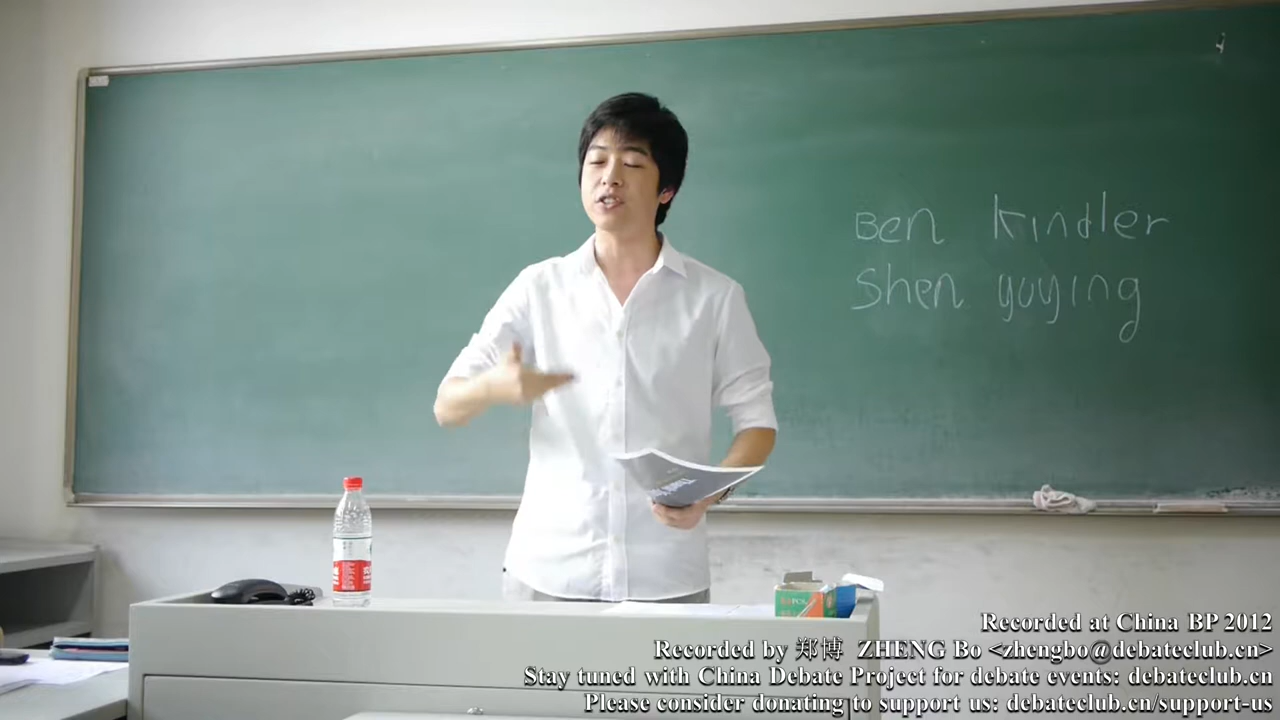 Ben Kindler
Shen yuying
Recorded at China BP 2012
Recorded by 郑博 ZHENG Bo <zhengbo@debateclub.cn>
Stay tuned with China Debate Project for debate events: debateclub.cn
Please consider donating to support us: debateclub.cn/support-us